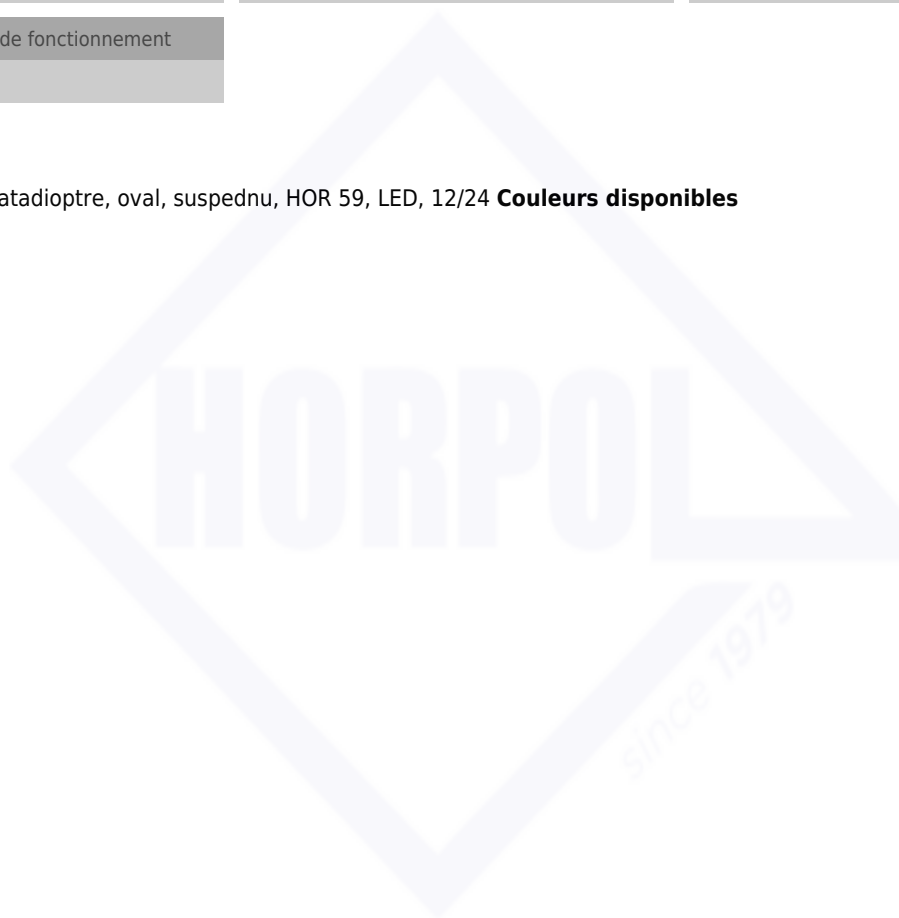 de fonctionnement
atadioptre, oval, suspednu, HOR 59, LED, 12/24 Couleurs disponibles
HORPOL
since 1979